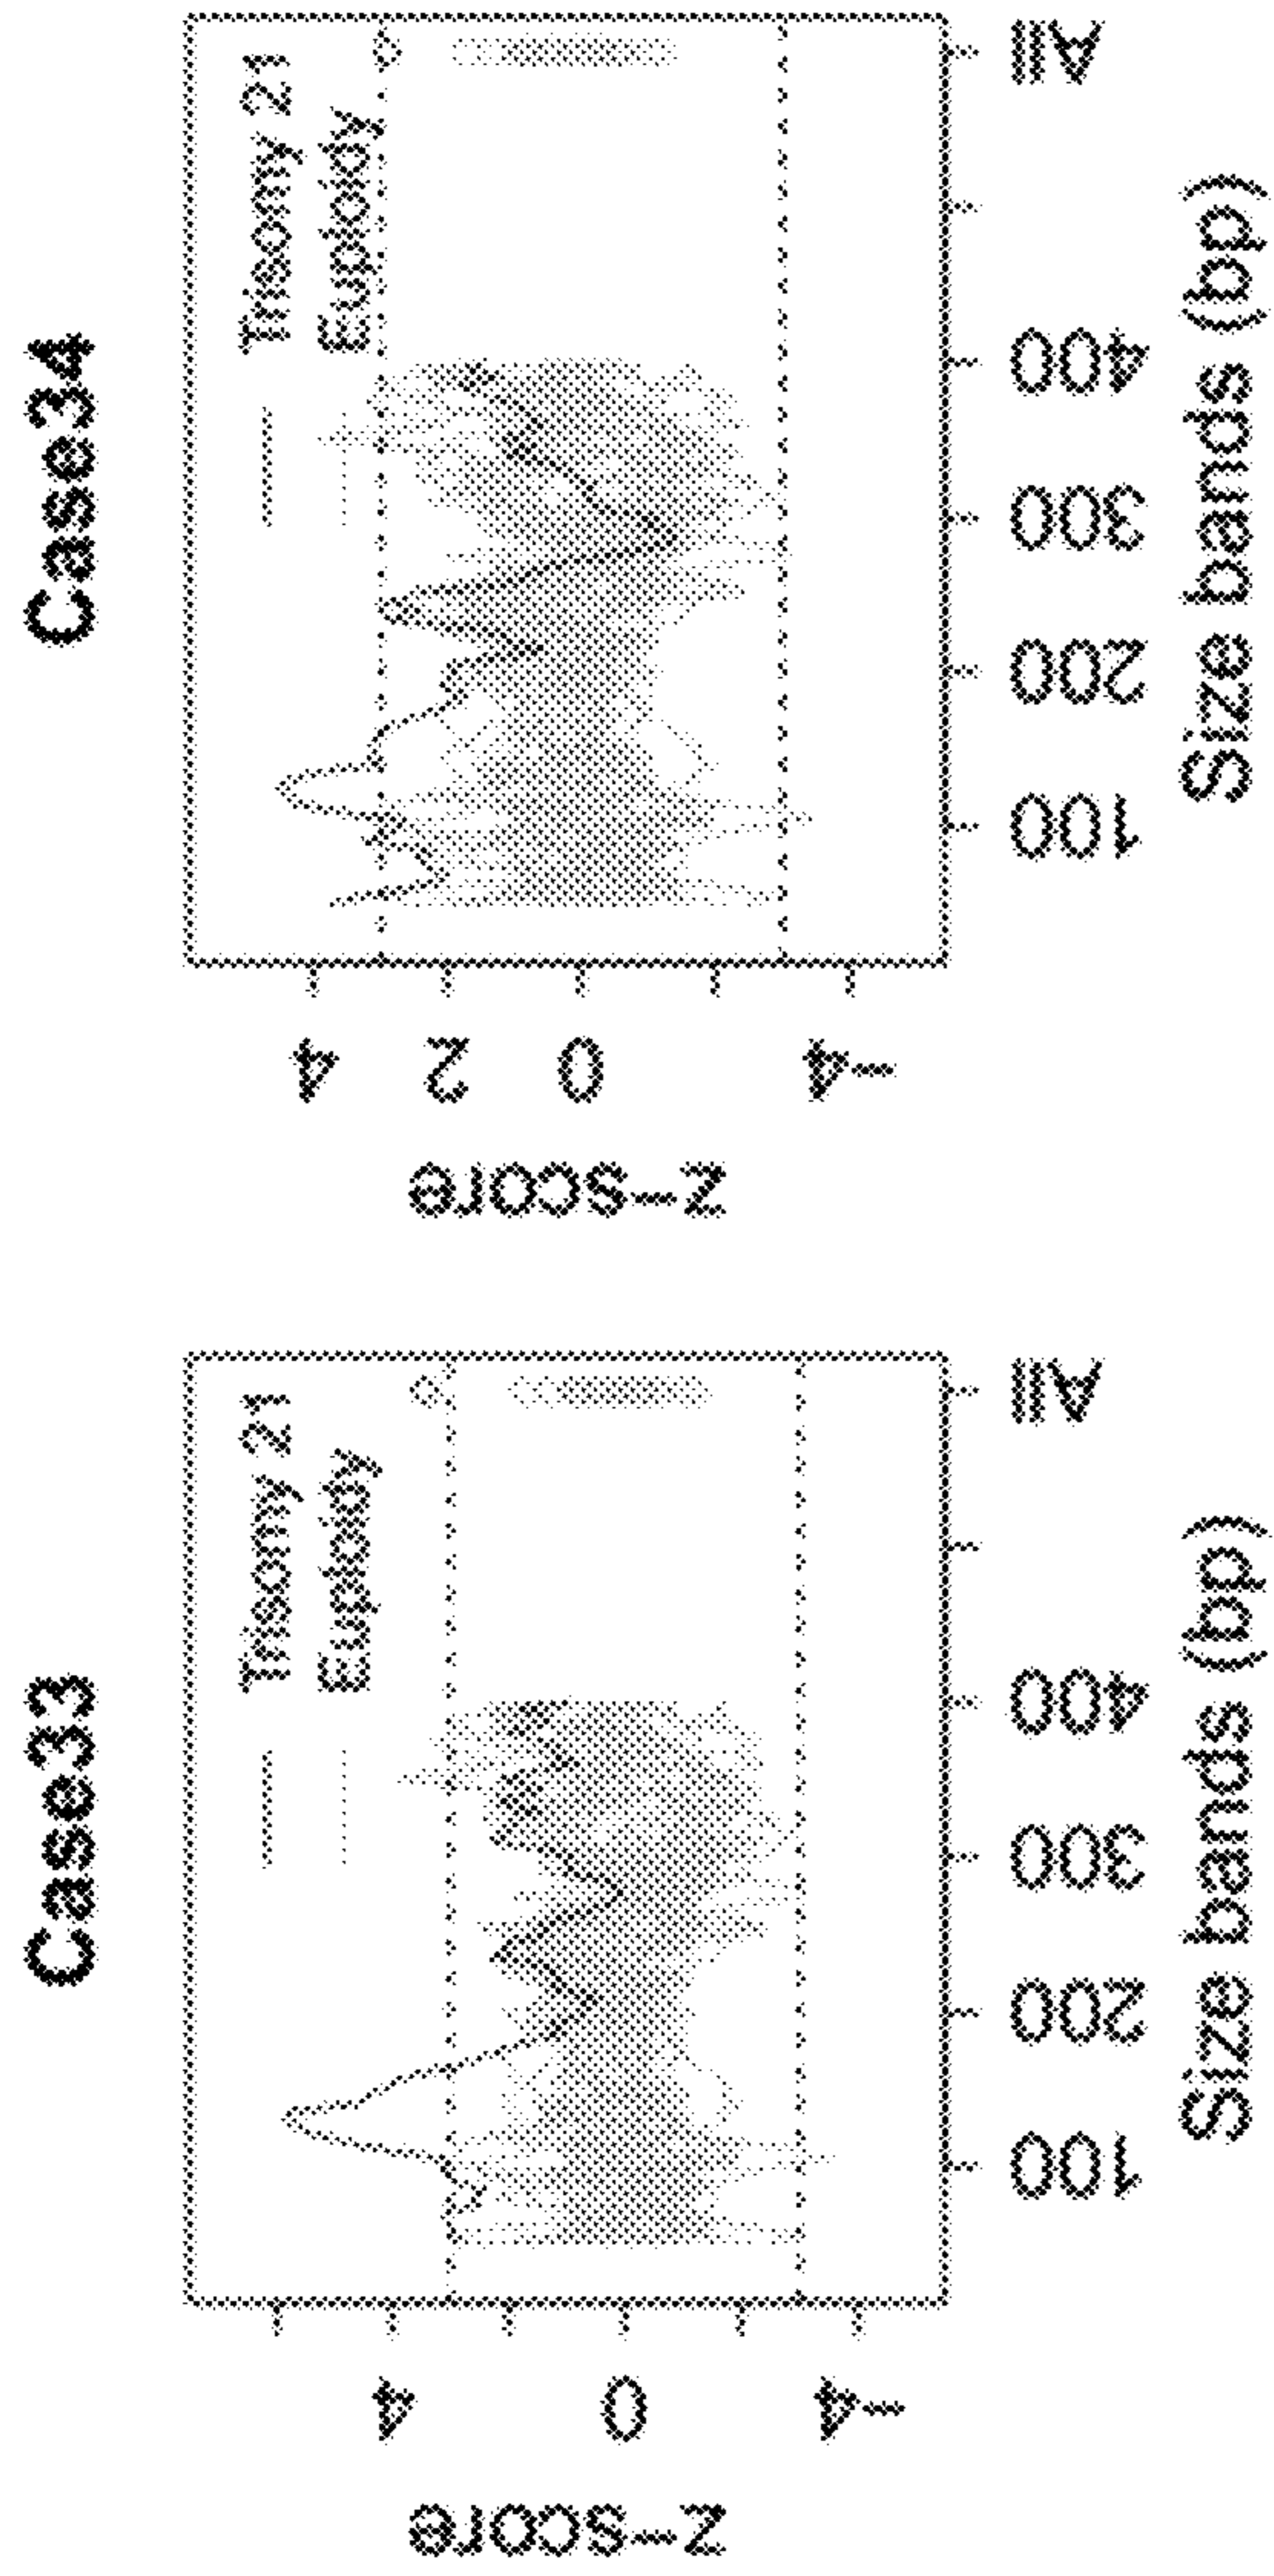 Case33
Trisomy 21
Euploidy
4
0
-4
z-score
100
200
300
400
All
Size bands (bp)
Case34
Trisomy 21
Euploidy
4
2
0
-4
z-score
100
200
300
400
All
Size bands (bp)